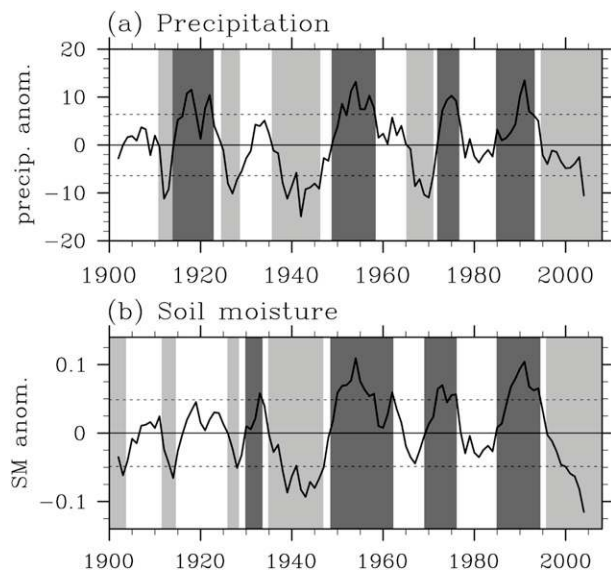 (a) Precipitation
precip. anom.
20
10
0
−10
−20
1900 1920 1940 1960 1980 2000
(b) Soil moisture
SM anom.
0.1
0
−0.1
1900 1920 1940 1960 1980 2000